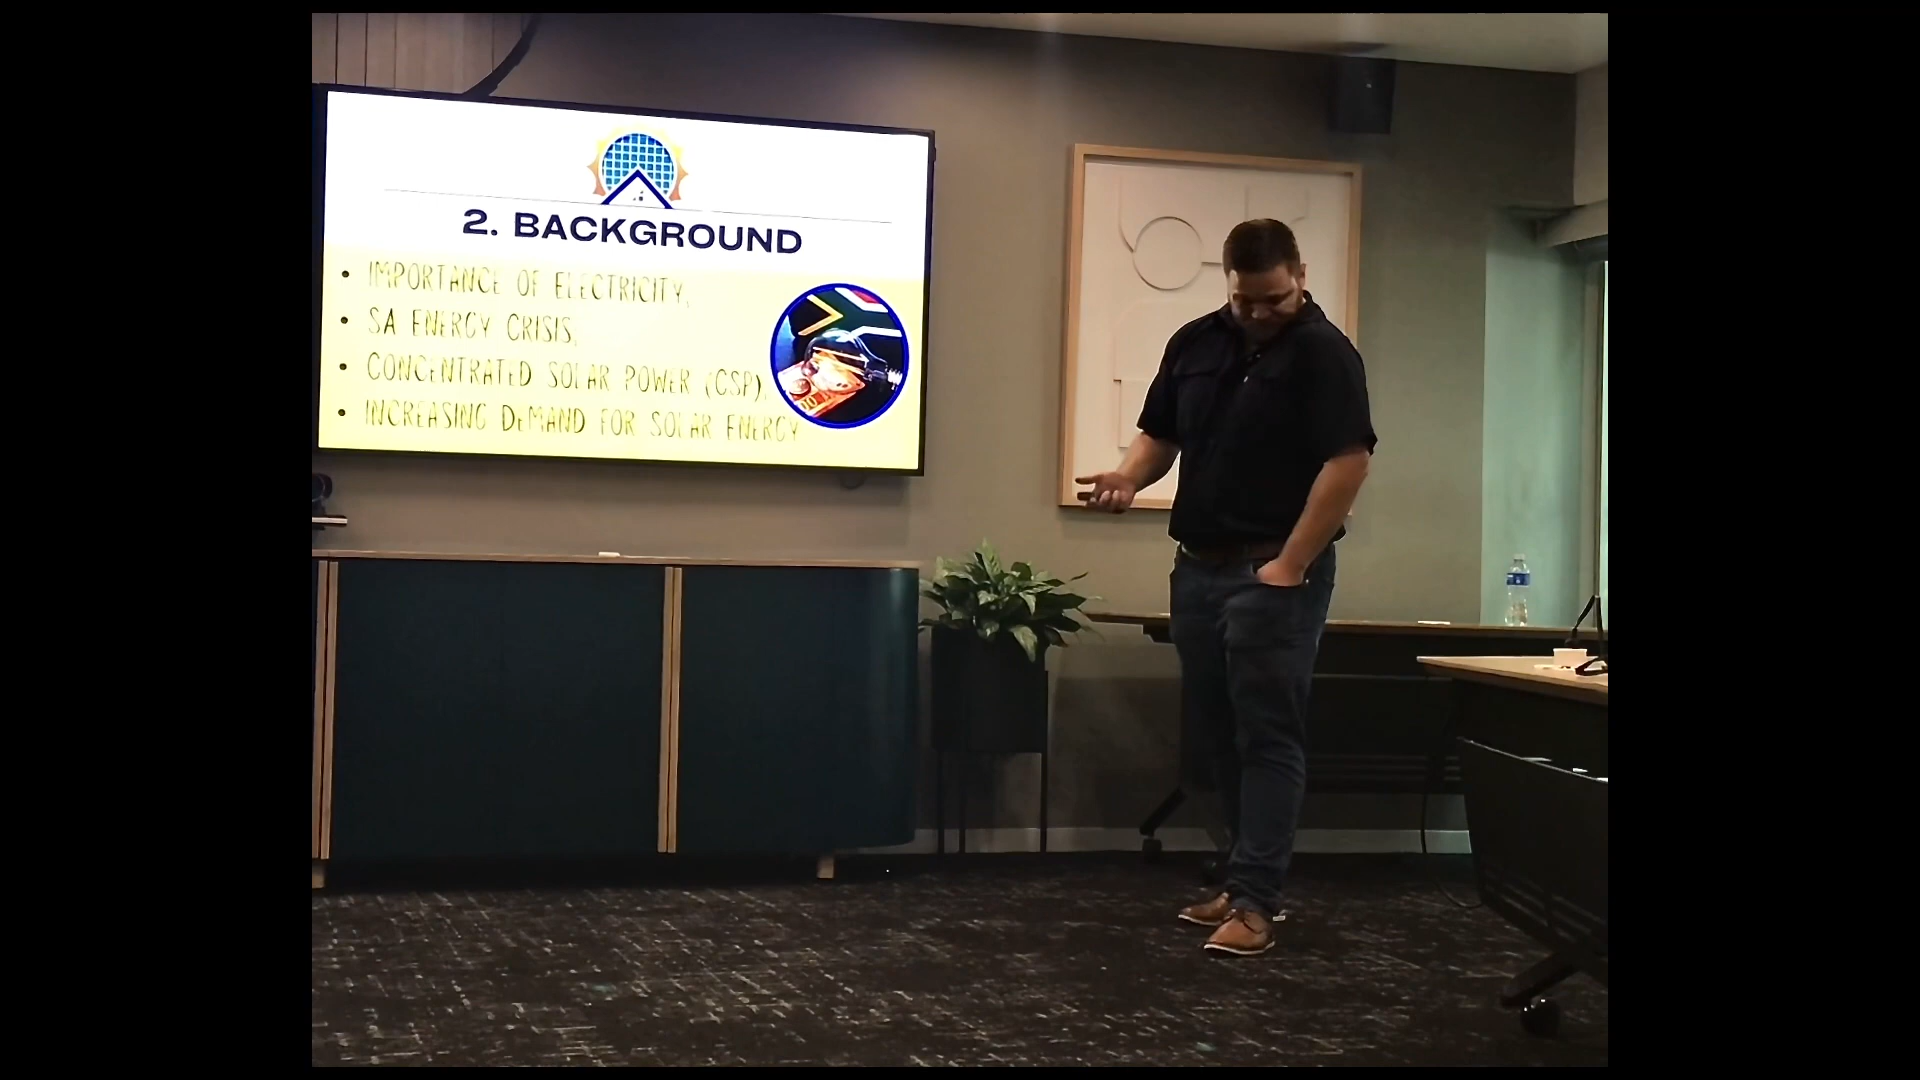 2. BACKGROUND
• IMPORTANCE OF ELECTRICITY,
• SA ENERGY CRISIS,
• CONCENTRATED SOLAR POWER (CSP),
• INCREASING DEMAND FOR SOLAR ENERGY